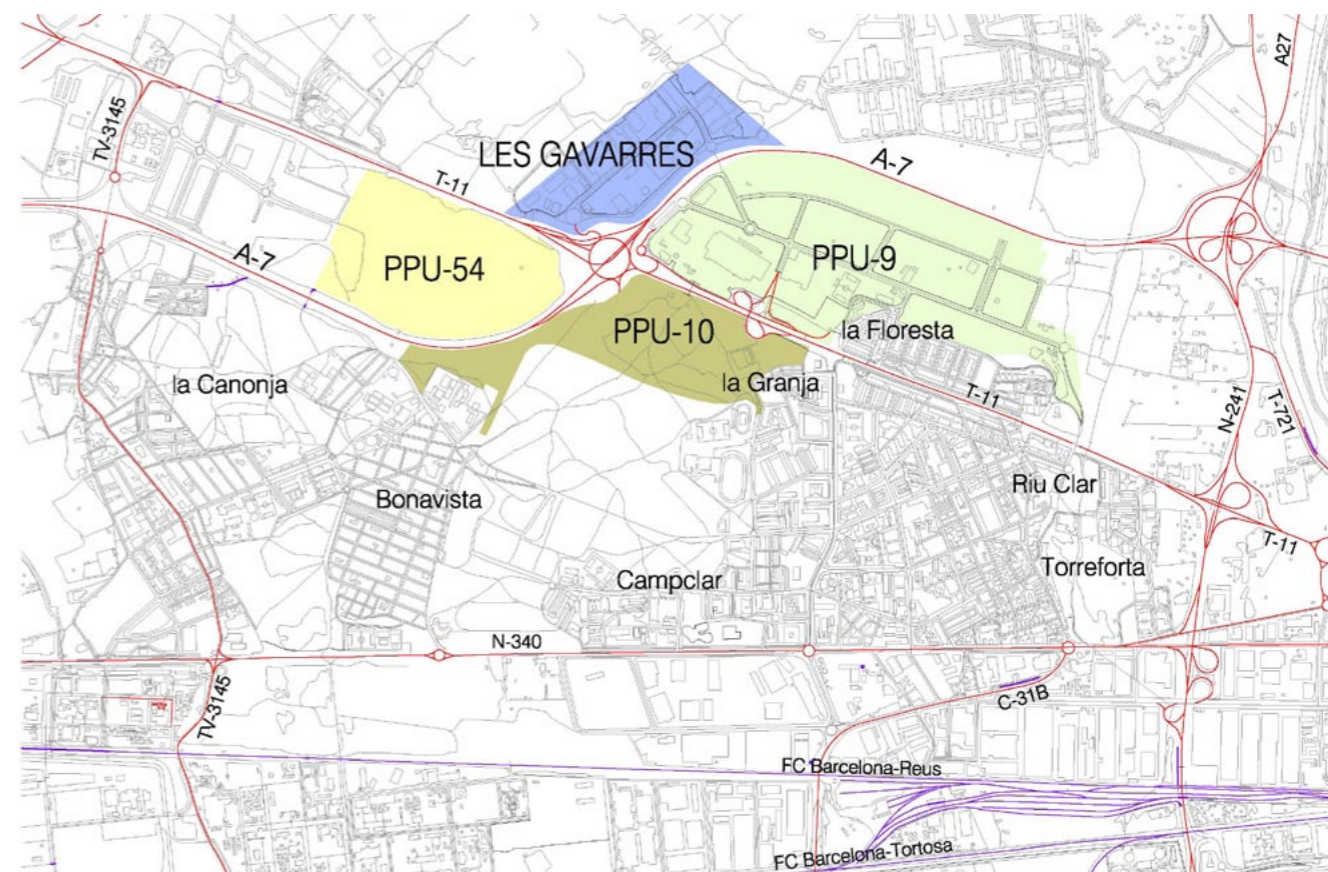 A27
TV-3145
LES GAVARRES
A-7
T-11
A-7
PPU-54
PPU-9
PPU-10
la Floresta
la Canonja
la Granja
T-11
N-241
T-721
Bonavista
Riu Clar
T-11
Campclar
Torreforta
N-340
TV-3145
C-31B
FC Barcelona-Reus
FC Barcelona-Tortosa